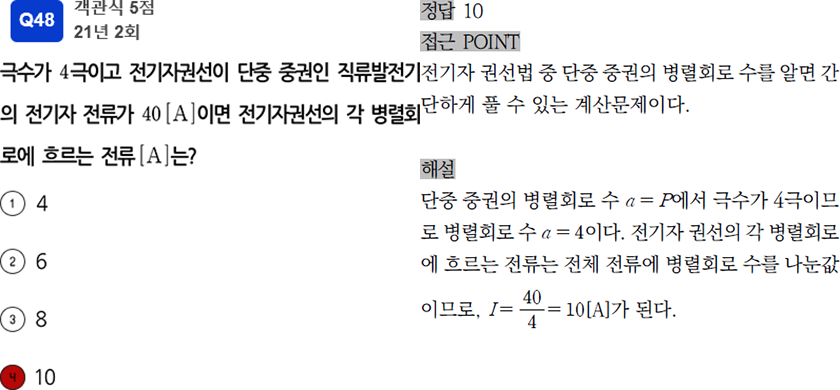 Q48
객관식 5점
21년 2회
극수가 4극이고 전기자권선이 단중 중권인 직류발전기
의 전기자 전류가 40[A]이면 전기자권선의 각 병렬회
로에 흐르는 전류[A]는?
① 4
② 6
③ 8
④ 10
정답 10
접근 POINT
전기자 권선법 중 단중 중권의 병렬회로 수를 알면 간
단하게 풀 수 있는 계산문제이다.
해설
단중 중권의 병렬회로 수 a = P에서 극수가 4극이므
로 병렬회로 수 a = 4이다. 전기자 권선의 각 병렬회로
에 흐르는 전류는 전체 전류에 병렬회로 수를 나눈값
이므로, I = 40/4 = 10[A]가 된다.